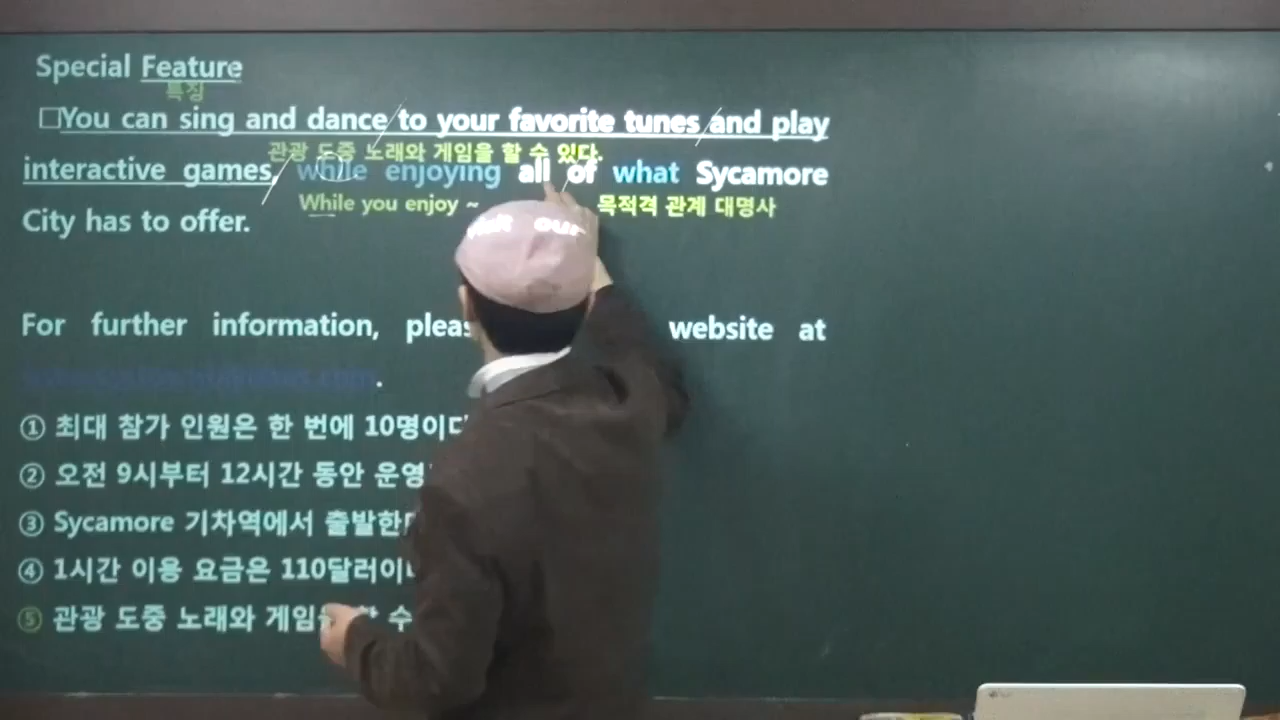 Special Feature
특징
□You can sing and dance to your favorite tunes and play
관광 도중 노래와 게임을 할 수 있다.
interactive games, while enjoying all of what Sycamore
While you enjoy ~ 목적격 관계 대명사
City has to offer.
our
For further information, website at
① 최대 참가 인원은 한 번에 10명이다
② 오전 9시부터 12시간 동안 운영
③ Sycamore 기차역에서 출발한다
④ 1시간 이용 요금은 110달러이
⑤ 관광 도중 노래와 게임을 할 수